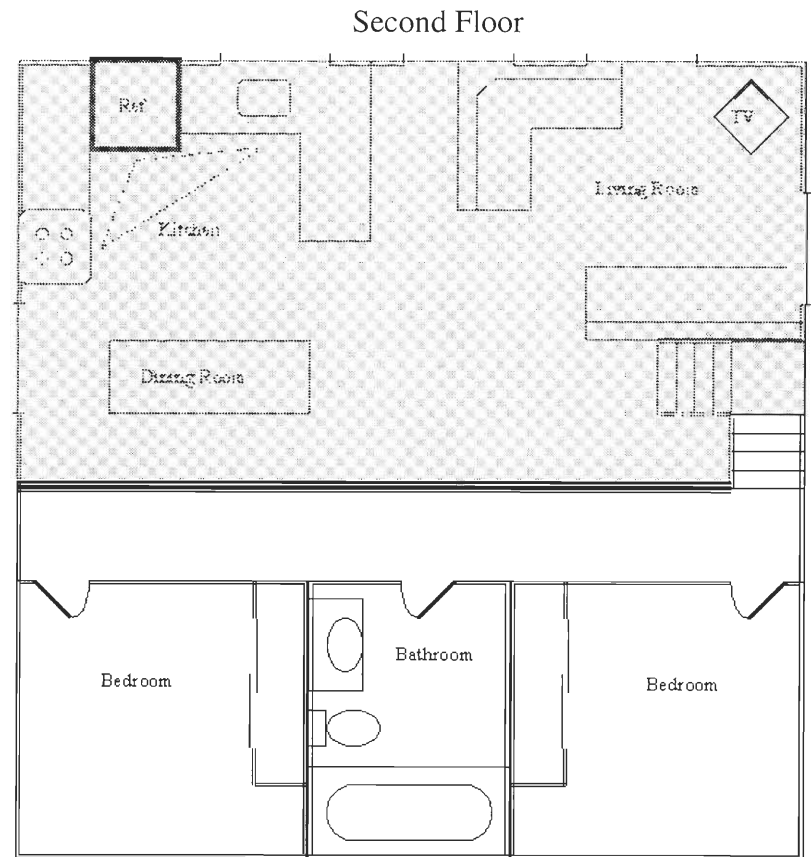 Second Floor
Ref
TV
Living Room
Kitchen
Dining Room
Bathroom
Bedroom
Bedroom